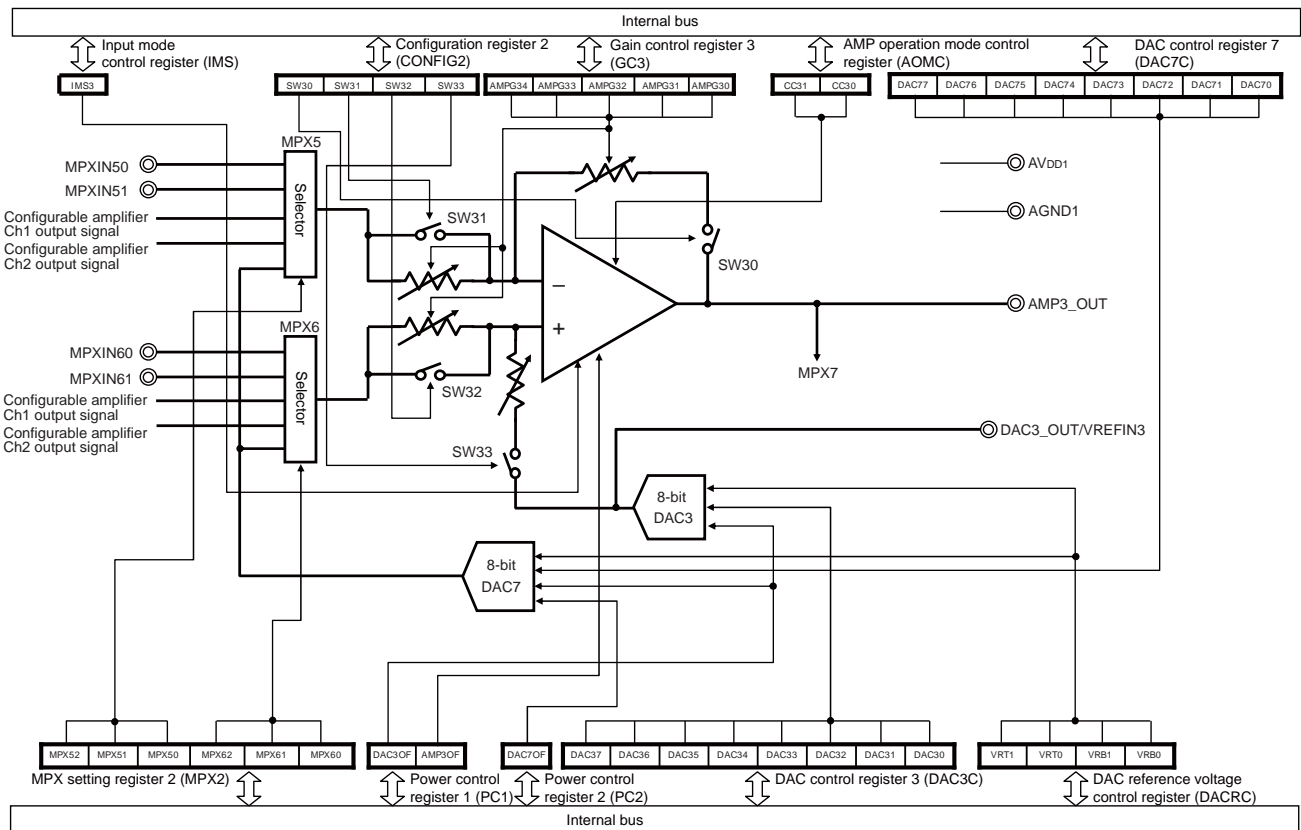 Internal bus
Input mode
control register (IMS)
Configuration register 2
(CONFIG2)
Gain control register 3
(GC3)
AMP operation mode control
register (AOMC)
DAC control register 7
(DAC7C)
IMS3
SW30 SW31 SW32 SW33
AMPG34 AMPG33 AMPG32 AMPG31 AMPG30
CC31 CC30
DAC77 DAC76 DAC75 DAC74 DAC73 DAC72 DAC71 DAC70
MPX5
MPXIN50
MPXIN51
Selector
Configurable amplifier
Ch1 output signal
Configurable amplifier
Ch2 output signal
SW31
SW30
AVDD1
AGND1
−
+
AMP3_OUT
MPX7
MPX6
MPXIN60
MPXIN61
Selector
Configurable amplifier
Ch1 output signal
Configurable amplifier
Ch2 output signal
SW32
SW33
DAC3_OUT/VREFIN3
8-bit
DAC3
8-bit
DAC7
MPX52 MPX51 MPX50 MPX62 MPX61 MPX60
DAC3OF AMP3OF
DAC7OF
DAC37 DAC36 DAC35 DAC34 DAC33 DAC32 DAC31 DAC30
VRT1 VRT0 VRB1 VRB0
MPX setting register 2 (MPX2)
Power control
register 1 (PC1)
Power control
register 2 (PC2)
DAC control register 3 (DAC3C)
DAC reference voltage
control register (DACRC)
Internal bus